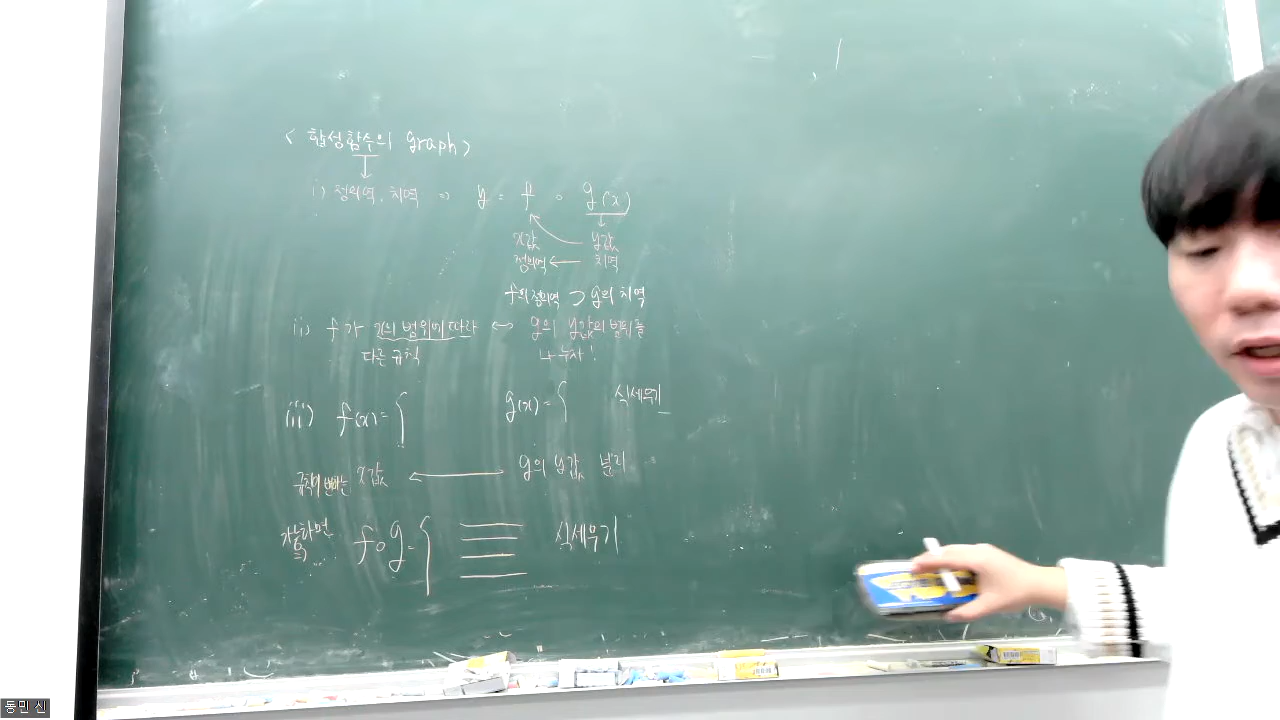 < 합성함수의 graph >
i) 정의역, 치역 ⇒ y = f ∘ g(x)
x값 y값
정의역 ← 치역
f의 정의역 ⊃ g의 치역
ii) f가 x의 범위에 따라 ↔ g의 y값의 범위를
다른 규칙 나누자!
iii) f(x)= { g(x)= { 식세우기
규칙이 변하는 x값 ← g의 y값 분리
f∘g= { 식세우기
동민 신